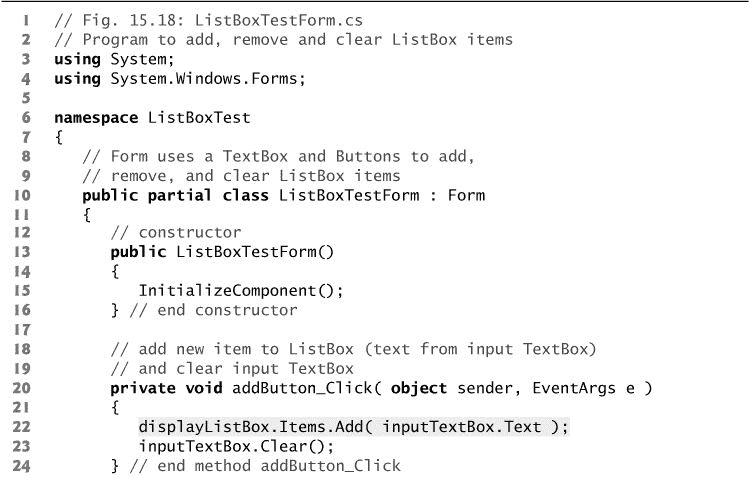 1 // Fig. 15.18: ListBoxTestForm.cs
2 // Program to add, remove and clear ListBox items
3 using System;
4 using System.Windows.Forms;
5
6 namespace ListBoxTest
7 {
8 // Form uses a TextBox and Buttons to add,
9 // remove, and clear ListBox items
10 public partial class ListBoxTestForm : Form
11 {
12 // constructor
13 public ListBoxTestForm()
14 {
15 InitializeComponent();
16 } // end constructor
17
18 // add new item to ListBox (text from input TextBox)
19 // and clear input TextBox
20 private void addButton_Click( object sender, EventArgs e )
21 {
22 displayListBox.Items.Add( inputTextBox.Text );
23 inputTextBox.Clear();
24 } // end method addButton_Click